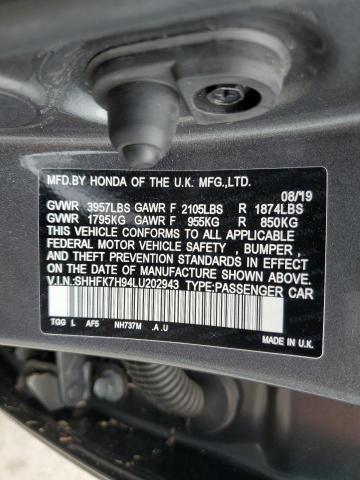 MFD.BY HONDA OF THE U.K. MFG.,LTD.
08/19
GVWR 3957LBS GAWR F 2105LBS R 1874LBS
GVWR 1795KG GAWR F 955KG R 850KG
THIS VEHICLE CONFORMS TO ALL APPLICABLE
FEDERAL MOTOR VEHICLE SAFETY , BUMPER ,
AND THEFT PREVENTION STANDARDS IN
EFFECT ON THE DATE OF MANUFACTURE
SHOWN ABOVE.
V.I.N.:SHHFK7H94LU202943 TYPE:PASSENGER CAR
TGG L AF5 NH737M .A .U
MADE IN U.K.